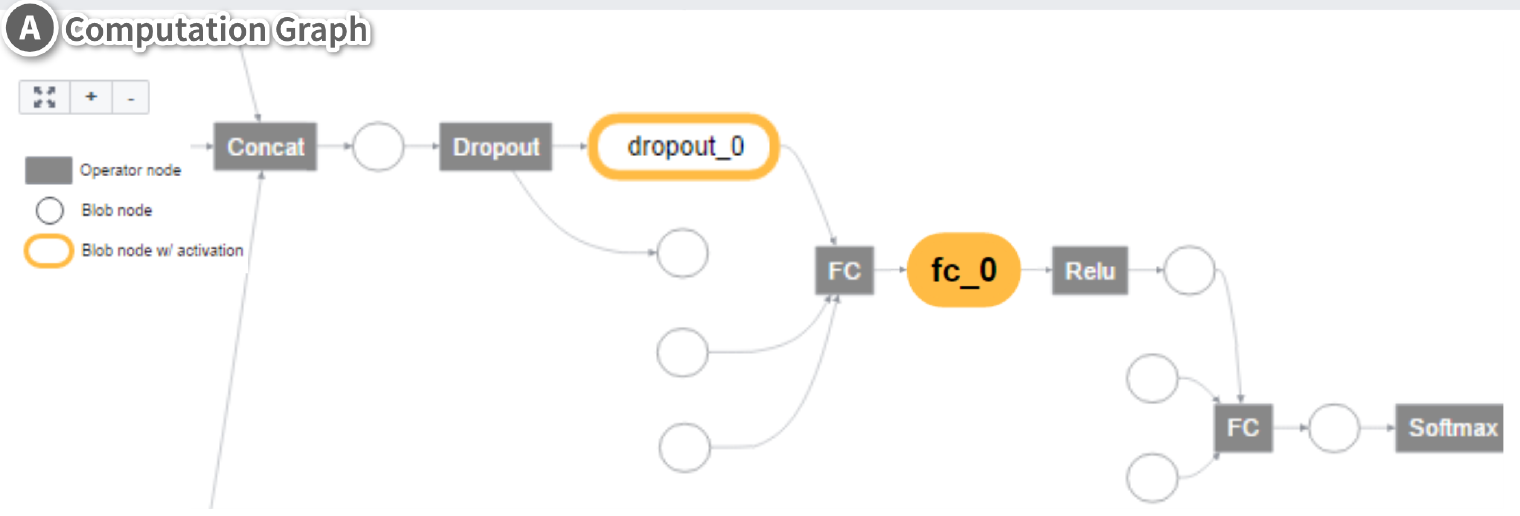 A Computation Graph
+ -
Concat
Dropout
dropout_0
Operator node
Blob node
Blob node w/ activation
FC
fc_0
Relu
FC
Softmax